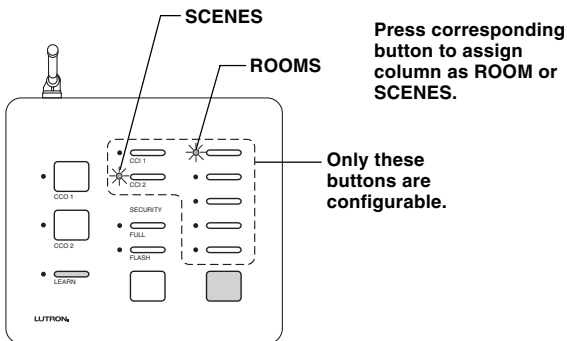 SCENES
ROOMS
Press corresponding
button to assign
column as ROOM or
SCENES.
Only these
buttons are
configurable.
CCI 1
CCI 2
CCO 1
SECURITY
FULL
CCO 2
FLASH
LEARN
LUTRON.